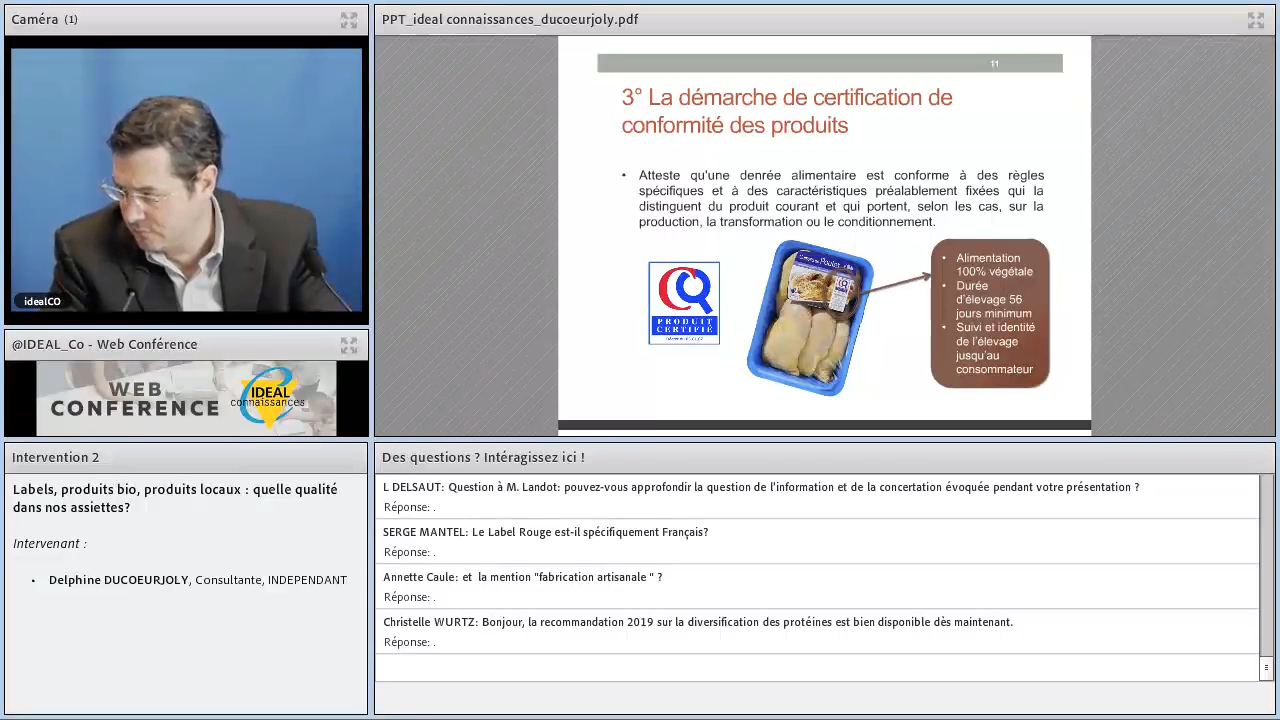 Caméra (1)
idealCO
@IDEAL_Co - Web Conférence
WEB
CONFERENCE
IDEAL
connaissances
Intervention 2
Labels, produits bio, produits locaux : quelle qualité
dans nos assiettes?
Intervenant :
• Delphine DUCOEURJOLY, Consultante, INDEPENDANT
PPT_ideal connaissances_ducoeurjoly.pdf
11
3° La démarche de certification de
conformité des produits
• Atteste qu'une denrée alimentaire est conforme à des règles
spécifiques et à des caractéristiques préalablement fixées qui la
distinguent du produit courant et qui portent, selon les cas, sur la
production, la transformation ou le conditionnement.
CQ
PRODUIT
CERTIFIÉ
Poulet
• Alimentation
100% végétale
• Durée
d'élevage 56
jours minimum
• Suivi et identité
de l'élevage
jusqu'au
consommateur
Des questions ? Intéragissez ici !
L DELSAUT: Question à M. Landot: pouvez-vous approfondir la question de l'information et de la concertation évoquée pendant votre présentation ?
Réponse: .
SERGE MANTEL: Le Label Rouge est-il spécifiquement Français?
Réponse: .
Annette Caule: et  la mention "fabrication artisanale " ?
Réponse: .
Christelle WURTZ: Bonjour, la recommandation 2019 sur la diversification des protéines est bien disponible dès maintenant.
Réponse: .